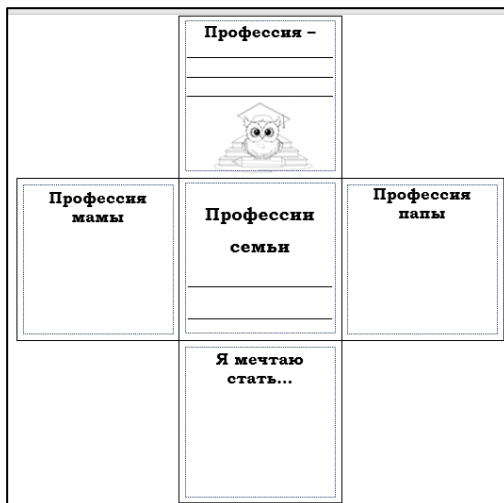 Профессия –
Профессия
мамы
Профессии
семьи
Профессия
папы
Я мечтаю
стать...